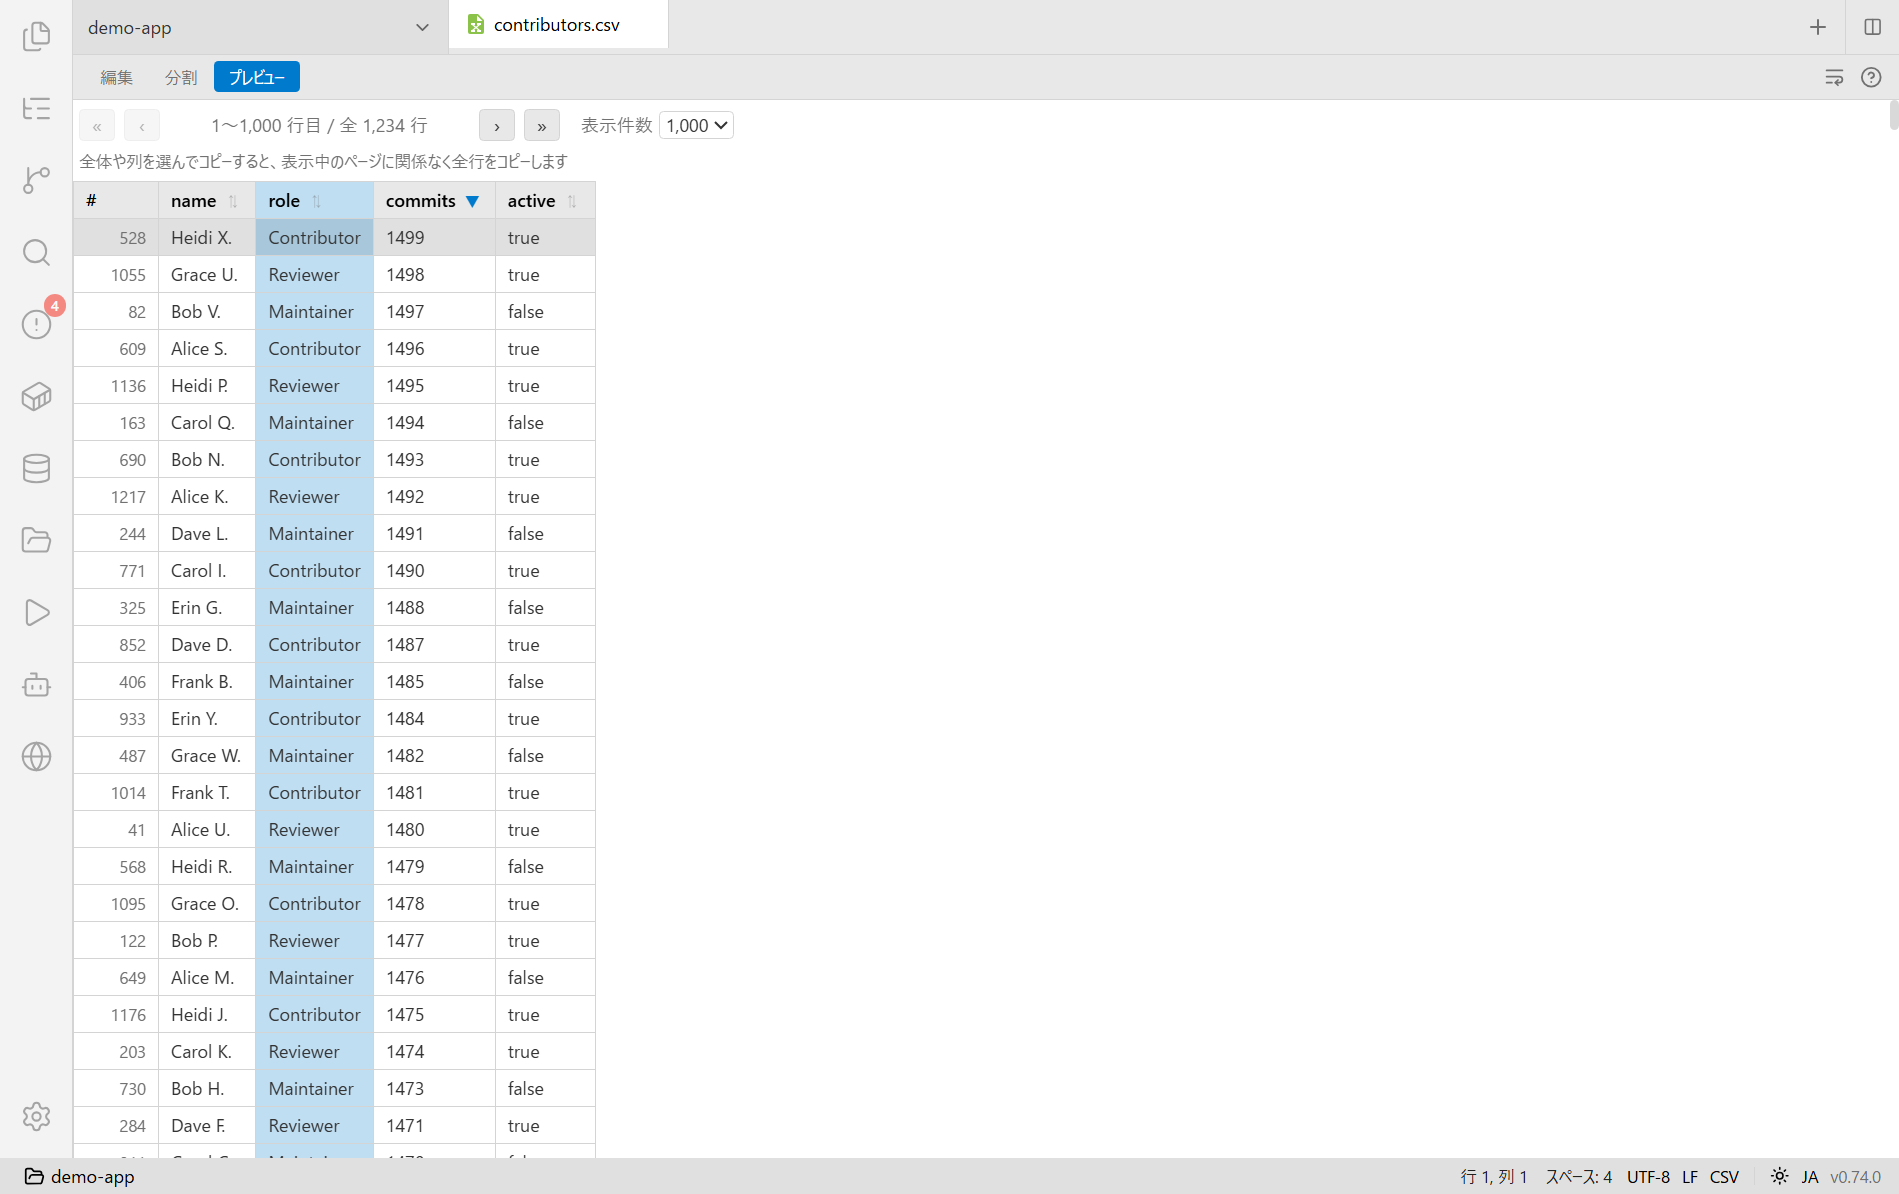 demo-app
contributors.csv
編集 分割 プレビュー
« ‹ 1〜1,000 行目 / 全 1,234 行 › » 表示件数 1,000
全体や列を選んでコピーすると、表示中のページに関係なく全行をコピーします
# name role commits active
528 Heidi X. Contributor 1499 true
1055 Grace U. Reviewer 1498 true
82 Bob V. Maintainer 1497 false
609 Alice S. Contributor 1496 true
1136 Heidi P. Reviewer 1495 true
163 Carol Q. Maintainer 1494 false
690 Bob N. Contributor 1493 true
1217 Alice K. Reviewer 1492 true
244 Dave L. Maintainer 1491 false
771 Carol I. Contributor 1490 true
325 Erin G. Maintainer 1488 false
852 Dave D. Contributor 1487 true
406 Frank B. Maintainer 1485 false
933 Erin Y. Contributor 1484 true
487 Grace W. Maintainer 1482 false
1014 Frank T. Contributor 1481 true
41 Alice U. Reviewer 1480 true
568 Heidi R. Maintainer 1479 false
1095 Grace O. Contributor 1478 true
122 Bob P. Reviewer 1477 true
649 Alice M. Maintainer 1476 false
1176 Heidi J. Contributor 1475 true
203 Carol K. Reviewer 1474 true
730 Bob H. Maintainer 1473 false
284 Dave F. Reviewer 1471 true
4
demo-app
行 1, 列 1 スペース: 4 UTF-8 LF CSV JA v0.74.0